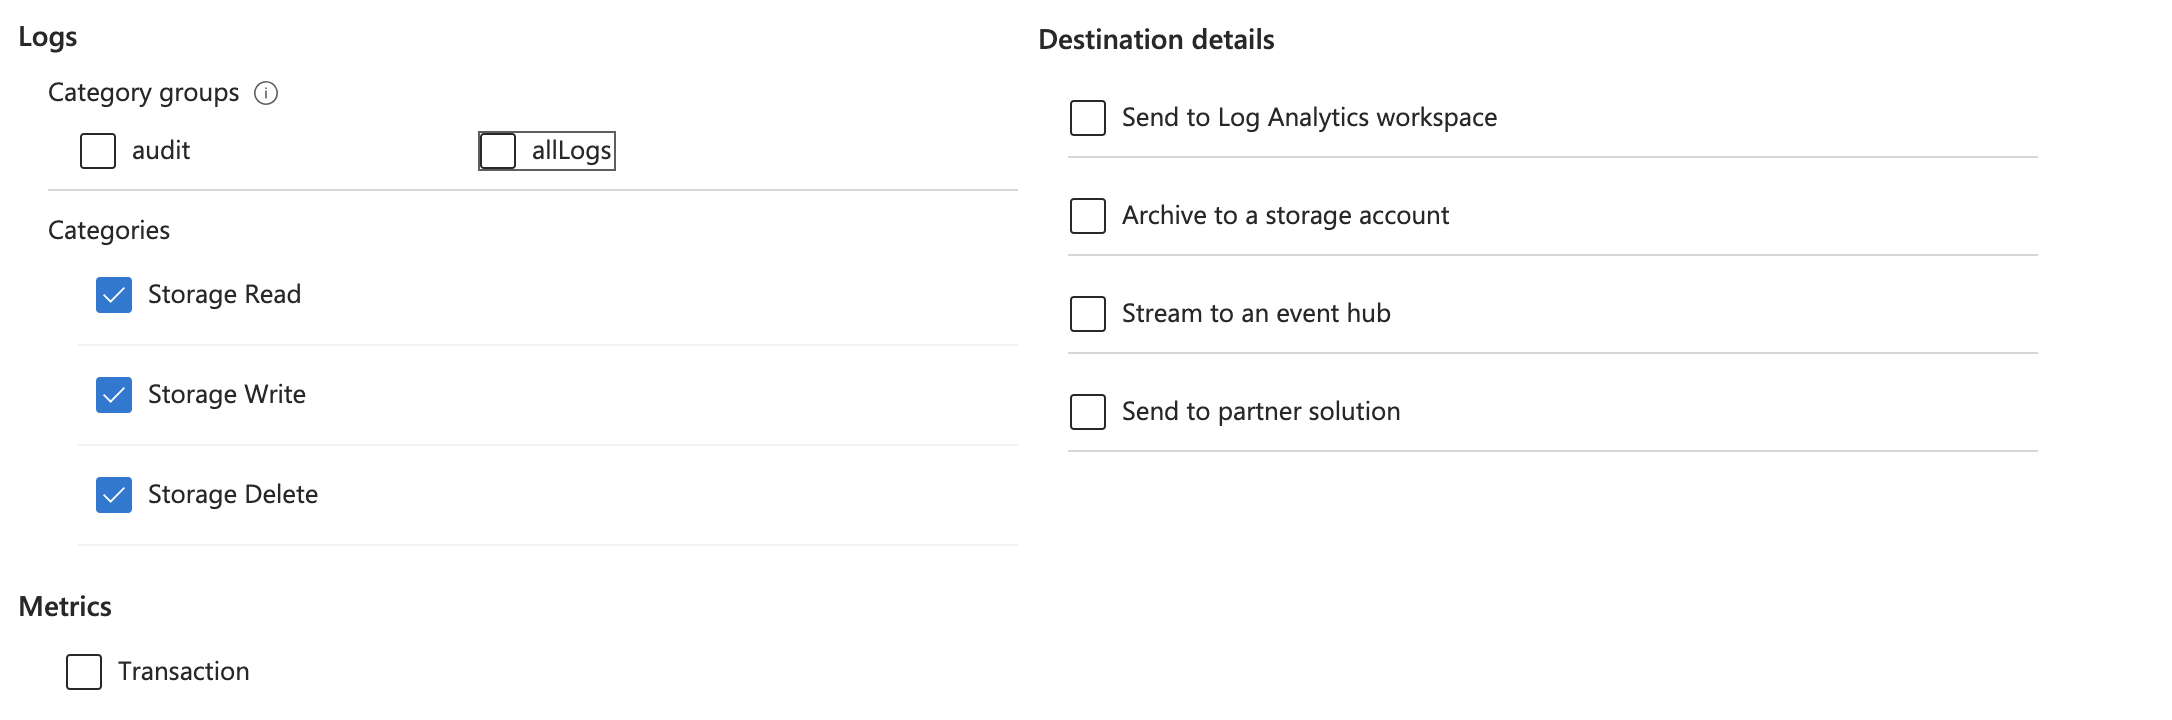 Logs
Category groups
audit
allLogs
Categories
Storage Read
Storage Write
Storage Delete
Metrics
Transaction
Destination details
Send to Log Analytics workspace
Archive to a storage account
Stream to an event hub
Send to partner solution